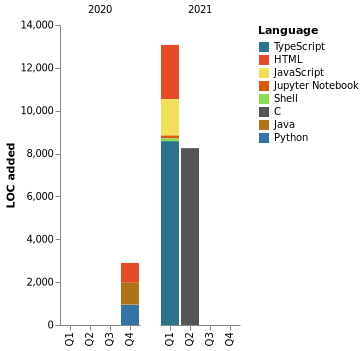 2020
2021
LOC added
14,000
12,000
10,000
8,000
6,000
4,000
2,000
0
Q1
Q2
Q3
Q4
Q1
Q2
Q3
Q4
Language
TypeScript
HTML
JavaScript
Jupyter Notebook
Shell
C
Java
Python